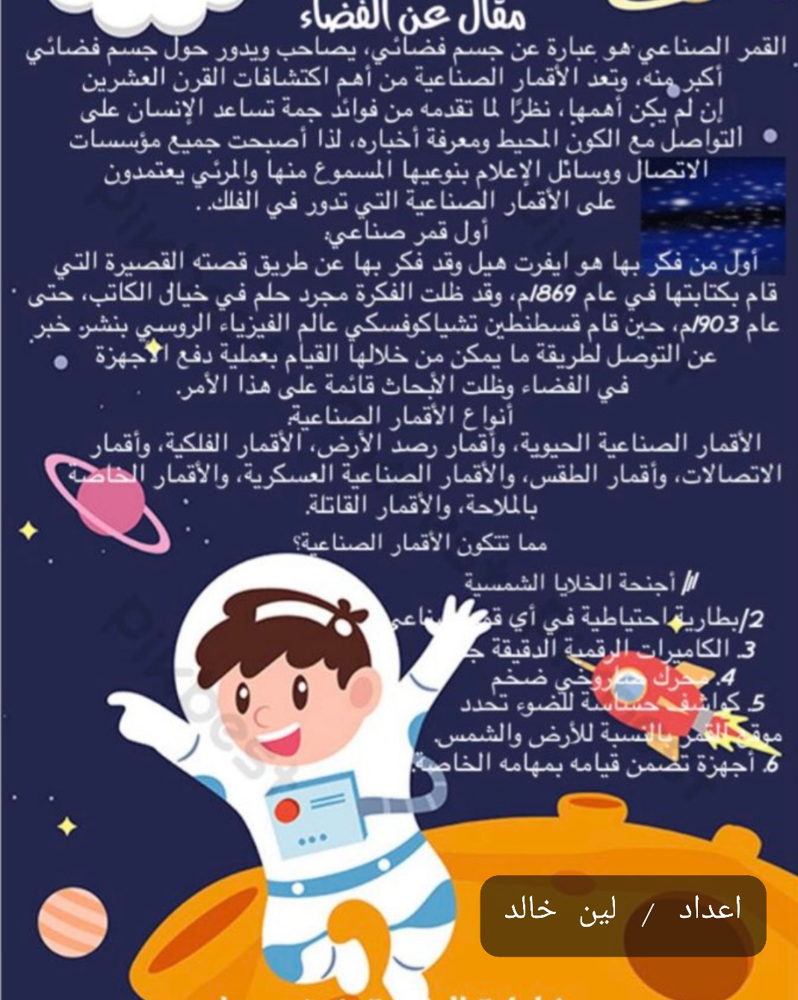 مقال عن الفضاء
القمر الصناعي هو عبارة عن جسم فضائي، يصاحب ويدور حول جسم فضائي
أكبر منه، وتعد الأقمار الصناعية من أهم اكتشافات القرن العشرين
إن لم يكن أهمها، نظرًا لما تقدمه من فوائد جمة تساعد الإنسان على
التواصل مع الكون المحيط ومعرفة أخباره، لذا أصبحت جميع مؤسسات
الاتصال ووسائل الإعلام بنوعيها المسموع منها والمرئي يعتمدون
على الأقمار الصناعية التي تدور في الفلك. .
أول قمر صناعي:
أول من فكر بها هو ايفرت هيل وقد فكر بها عن طريق قصته القصيرة التي
قام بكتابتها في عام 1869م، وقد ظلت الفكرة مجرد حلم في خيال الكاتب، حتى
عام 1903م، حين قام قسطنطين تشياكوفسكي عالم الفيزياء الروسي بنشر خبر
عن التوصل لطريقة ما يمكن من خلالها القيام بعملية دفع الأجهزة
في الفضاء وظلت الأبحاث قائمة على هذا الأمر.
أنواع الأقمار الصناعية:
الأقمار الصناعية الحيوية، وأقمار رصد الأرض، الأقمار الفلكية، وأقمار
الاتصالات، وأقمار الطقس، والأقمار الصناعية العسكرية، والأقمار الخاصة
بالملاحة، والأقمار القاتلة.
مما تتكون الأقمار الصناعية؟
1// أجنحة الخلايا الشمسية
2/بطارية احتياطية في أي
3. الكاميرات الرقمية الدقيقة
4. محرك صاروخي ضخم
5. كواشف حساسة للضوء تحدد
موقع القمر بالنسبة للأرض والشمس.
6. أجهزة تضمن قيامه بمهامه الخاصة.
اعداد / لين خالد